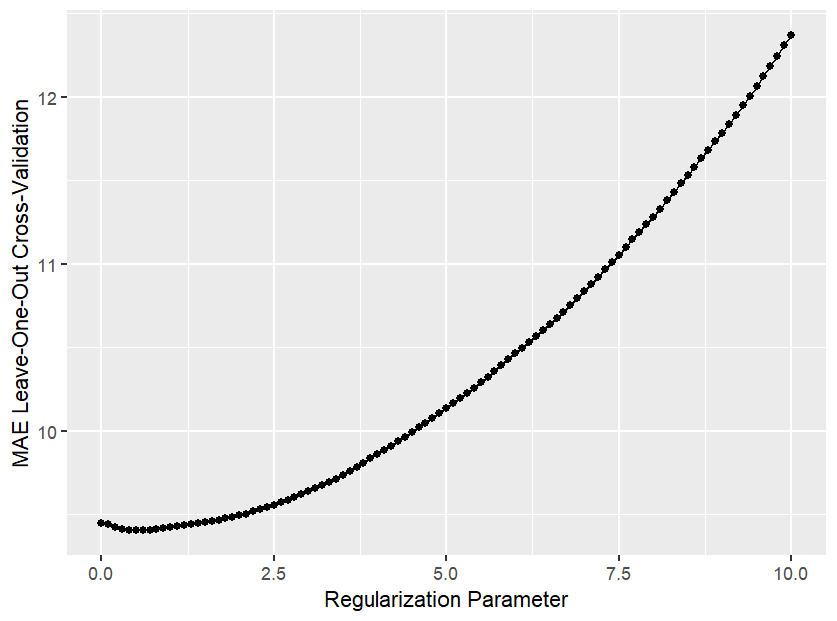 MAE Leave-One-Out Cross-Validation
12
11
10
0.0 2.5 5.0 7.5 10.0
Regularization Parameter